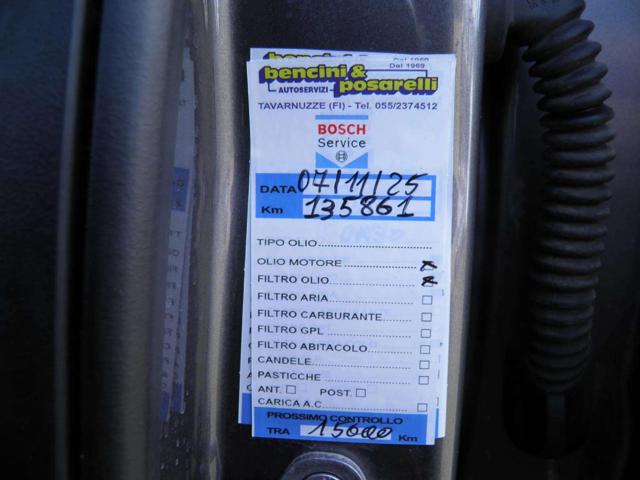 bencini &
Dal 1969
AUTOSERVIZI
posarelli
TAVARNUZZE (FI) - Tel. 055/2374512
BOSCH
Service
DATA 07/11/25
Km 135861
TIPO OLIO
OLIO MOTORE
FILTRO OLIO
FILTRO ARIA
FILTRO CARBURANTE
FILTRO GPL
FILTRO ABITACOLO
CANDELE
PASTICCHE
ANT. POST.
CARICA A.C.
PROSSIMO CONTROLLO
TRA 15000 Km